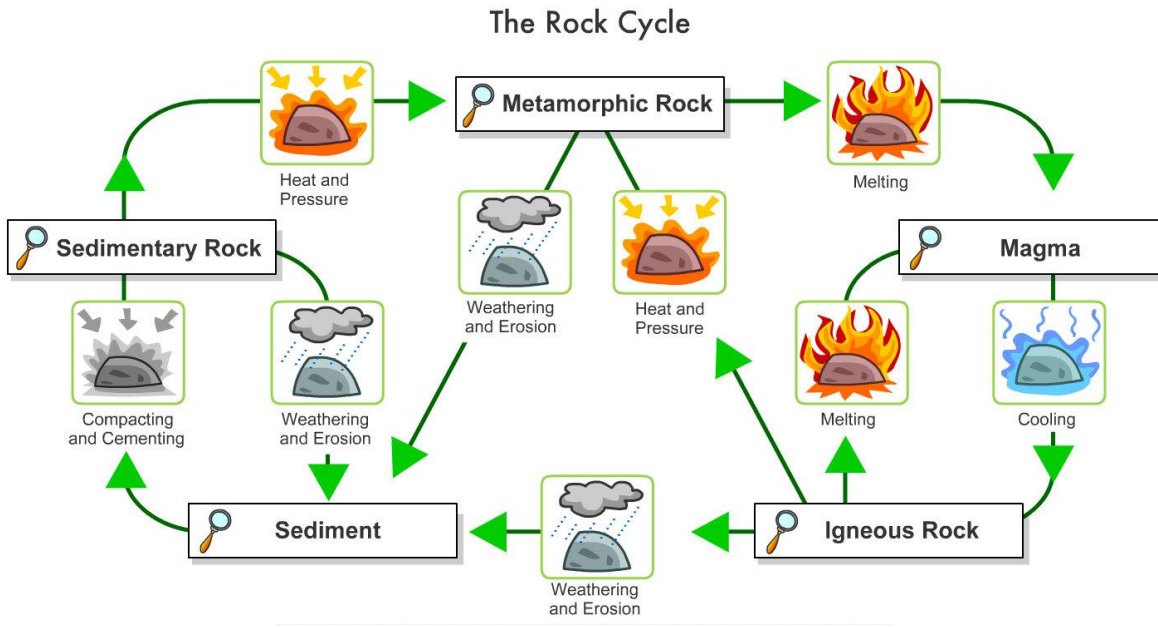 The Rock Cycle
Metamorphic Rock
Heat and
Pressure
Melting
Sedimentary Rock
Magma
Weathering
and Erosion
Heat and
Pressure
Compacting
and Cementing
Weathering
and Erosion
Melting
Cooling
Sediment
Igneous Rock
Weathering
and Erosion